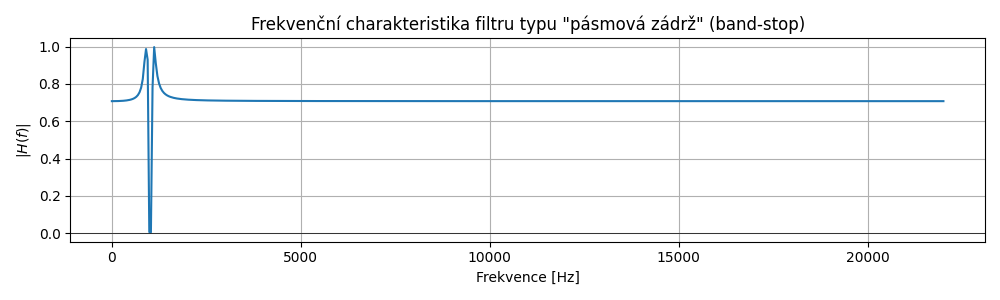 Frekvenční charakteristika filtru typu "pásmová zádrž" (band-stop)
1.0
0.8
0.6
0.4
0.2
0.0
|H(f)|
0 5000 10000 15000 20000
Frekvence [Hz]